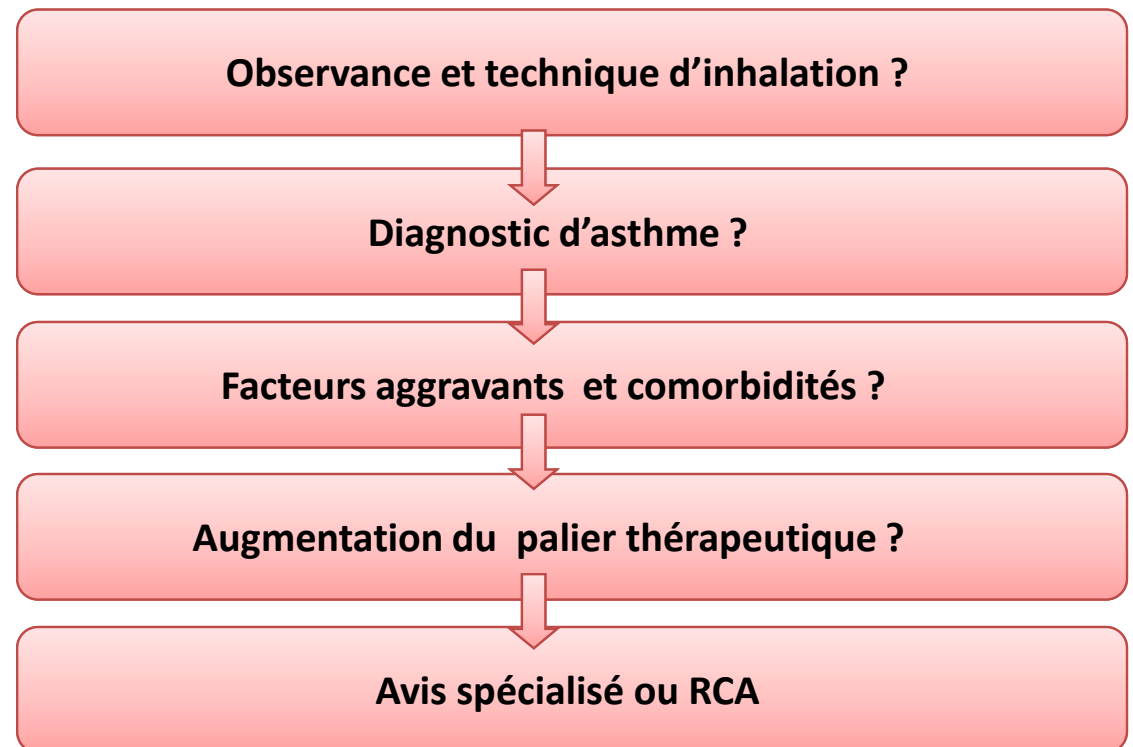 Observance et technique d’inhalation ?
Diagnostic d’asthme ?
Facteurs aggravants et comorbidités ?
Augmentation du palier thérapeutique ?
Avis spécialisé ou RCA